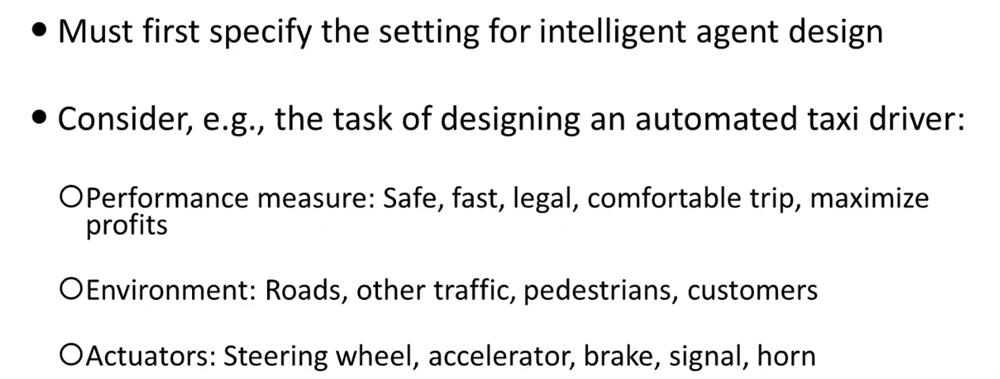 • Must first specify the setting for intelligent agent design
• Consider, e.g., the task of designing an automated taxi driver:
○Performance measure: Safe, fast, legal, comfortable trip, maximize
profits
○Environment: Roads, other traffic, pedestrians, customers
○Actuators: Steering wheel, accelerator, brake, signal, horn